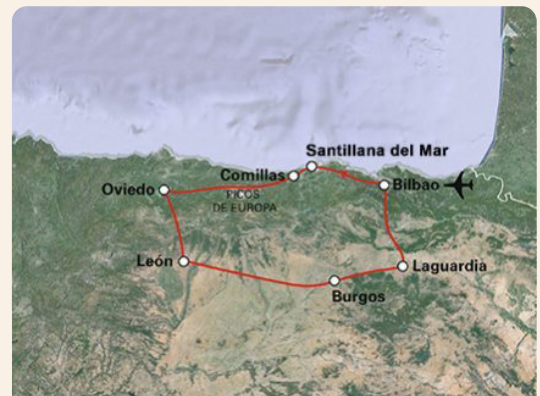 Santillana del Mar
Comillas
Bilbao
Oviedo
PICOS
DE EUROPA
León
Laguardia
Burgos